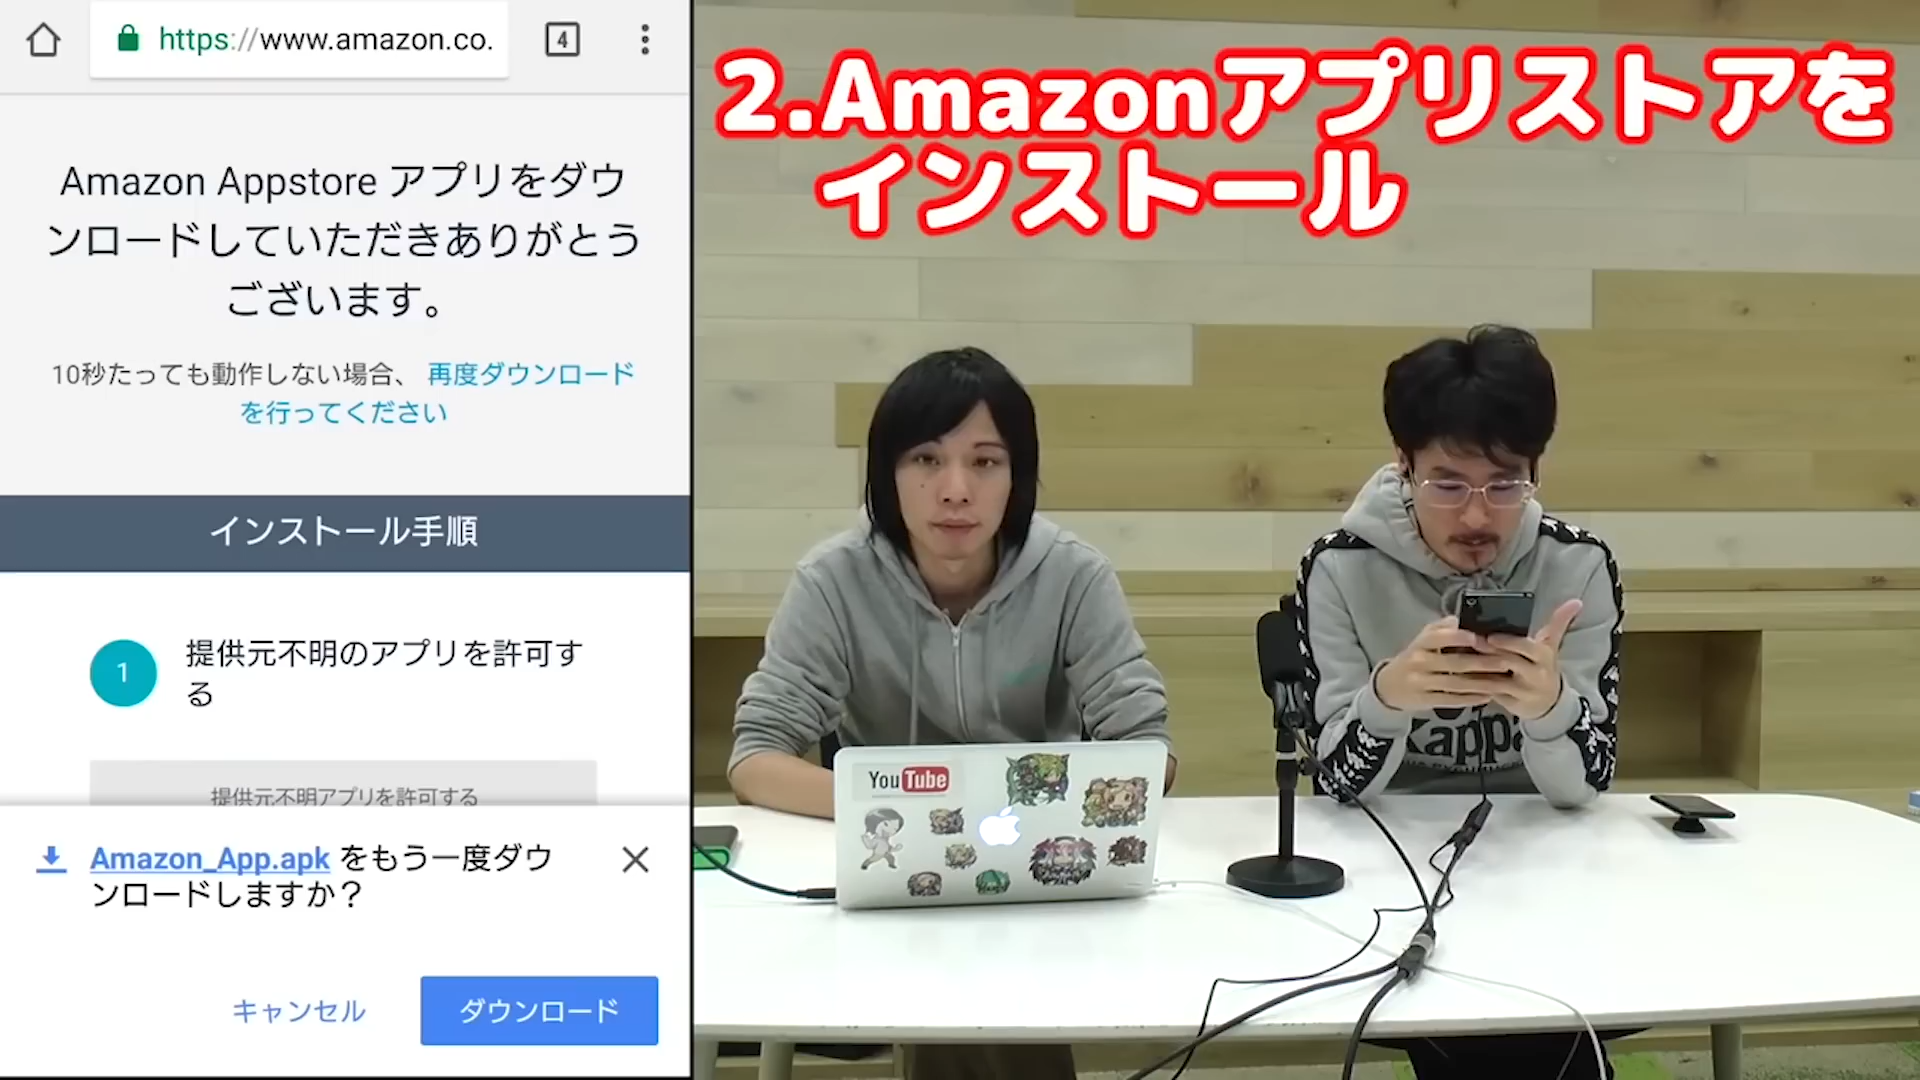 https://www.amazon.co.
4
Amazon Appstore アプリをダウ
ンロードしていただきありがとう
ございます。
10秒たっても動作しない場合、 再度ダウンロード
を行ってください
インストール手順
1
提供元不明のアプリを許可す
る
提供元不明アプリを許可する
Amazon_App.apk をもう一度ダウ
ンロードしますか？
キャンセル
ダウンロード
2.Amazonアプリストアを
インストール
YouTube
Kappa